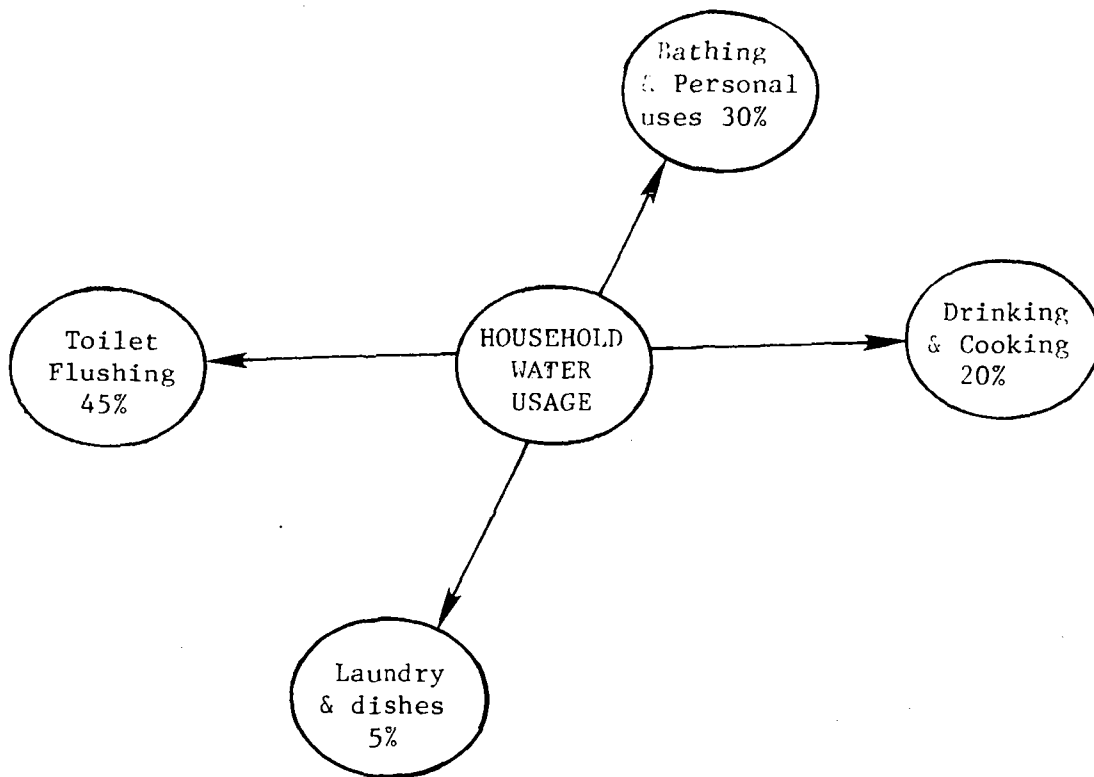 Bathing
& Personal
uses 30%
Drinking
& Cooking
20%
HOUSEHOLD
WATER
USAGE
Toilet
Flushing
45%
Laundry
& dishes
5%